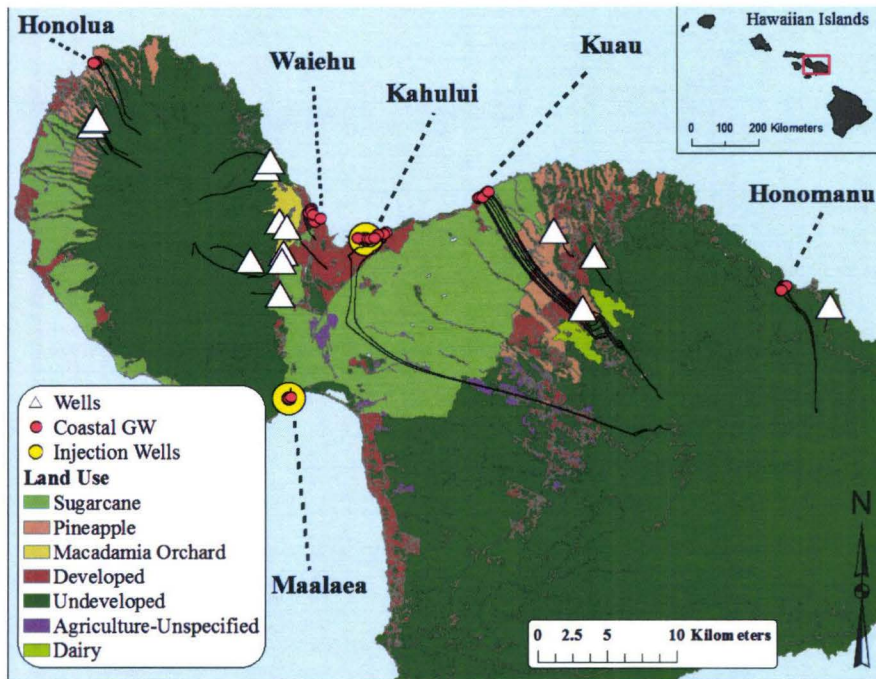 Honolua
Waiehu
Kahului
Kuau
Hawaiian Islands
0 100 200 Kilometers
Honomanu
Wells
Coastal GW
Injection Wells
Land Use
Sugarcane
Pineapple
Macadamia Orchard
Developed
Undeveloped
Agriculture-Unspecified
Dairy
Maalaea
N
0 2.5 5 10 Kilometers